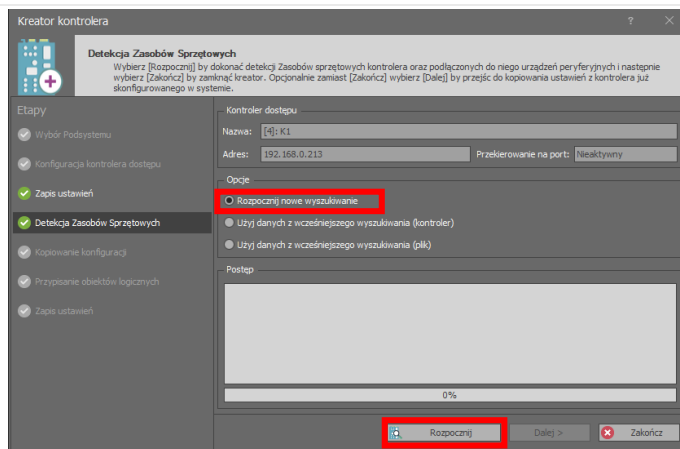 Kreator kontrolera
Detekcja Zasobów Sprzętowych
Wybierz [Rozpocznij] by dokonać detekcji Zasobów sprzętowych kontrolera oraz podłączonych do niego urządzeń peryferyjnych i następnie
wybierz [Zakończ] by zamknąć kreator. Opcjonalnie zamiast [Zakończ] wybierz [Dalej] by przejśc do kopiowania ustawień z kontrolera już
skonfigurowanego w systemie.
Etapy
Wybór Podsystemu
Konfiguracja kontrolera dostępu
Zapis ustawień
Detekcja Zasobów Sprzętowych
Kopiowanie konfiguracji
Przypisanie obiektów logicznych
Zapis ustawień
Kontroler dostępu
Nazwa: [4]: K1
Adres: 192.168.0.213 Przekierowanie na port: Nieaktywny
Opcje
Rozpocznij nowe wyszukiwanie
Użyj danych z wcześniejszego wyszukiwania (kontroler)
Użyj danych z wcześniejszego wyszukiwania (plik)
Postęp
0%
Rozpocznij Dalej > Zakończ